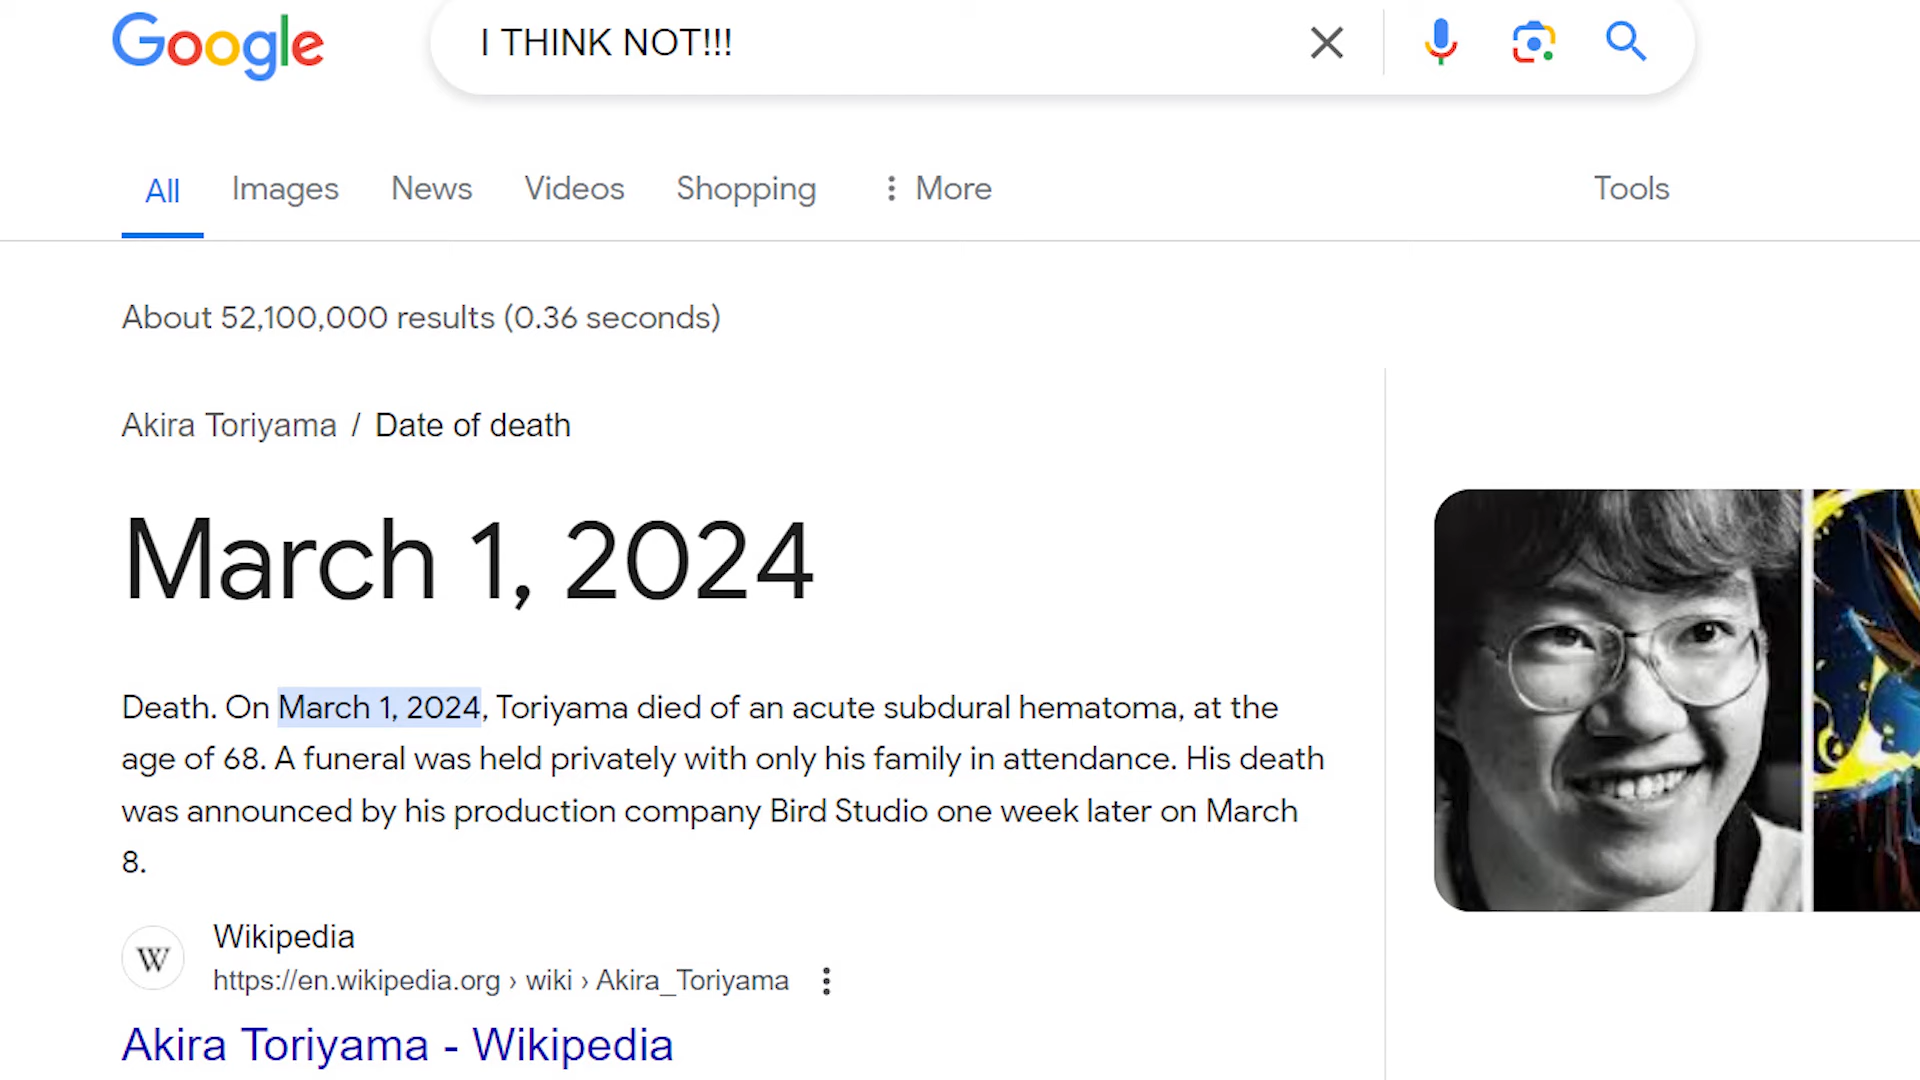 Google
I THINK NOT!!!
All Images News Videos Shopping More Tools
About 52,100,000 results (0.36 seconds)
Akira Toriyama / Date of death
March 1, 2024
Death. On March 1, 2024, Toriyama died of an acute subdural hematoma, at the
age of 68. A funeral was held privately with only his family in attendance. His death
was announced by his production company Bird Studio one week later on March
8.
W
Wikipedia
https://en.wikipedia.org › wiki › Akira_Toriyama
Akira Toriyama - Wikipedia